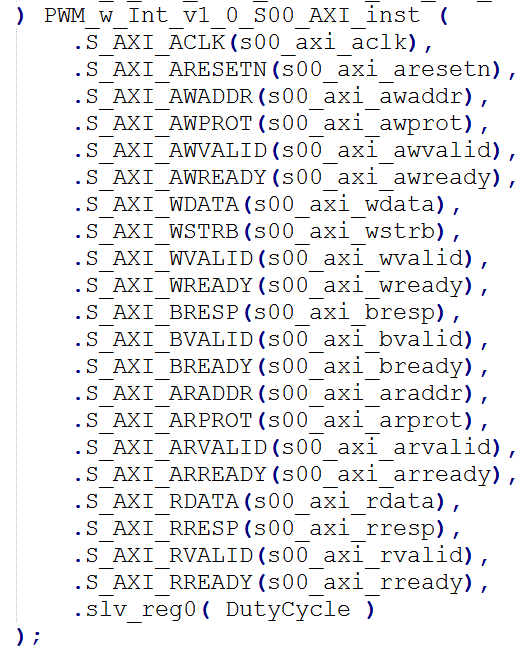 ) PWM_w_Int_v1_0_S00_AXI_inst (
.S_AXI_ACLK(s00_axi_aclk),
.S_AXI_ARESETN(s00_axi_aresetn),
.S_AXI_AWADDR(s00_axi_awaddr),
.S_AXI_AWPROT(s00_axi_awprot),
.S_AXI_AWVALID(s00_axi_awvalid),
.S_AXI_AWREADY(s00_axi_awready),
.S_AXI_WDATA(s00_axi_wdata),
.S_AXI_WSTRB(s00_axi_wstrb),
.S_AXI_WVALID(s00_axi_wvalid),
.S_AXI_WREADY(s00_axi_wready),
.S_AXI_BRESP(s00_axi_bresp),
.S_AXI_BVALID(s00_axi_bvalid),
.S_AXI_BREADY(s00_axi_bready),
.S_AXI_ARADDR(s00_axi_araddr),
.S_AXI_ARPROT(s00_axi_arprot),
.S_AXI_ARVALID(s00_axi_arvalid),
.S_AXI_ARREADY(s00_axi_arready),
.S_AXI_RDATA(s00_axi_rdata),
.S_AXI_RRESP(s00_axi_rresp),
.S_AXI_RVALID(s00_axi_rvalid),
.S_AXI_RREADY(s00_axi_rready),
.slv_reg0( DutyCycle )
);